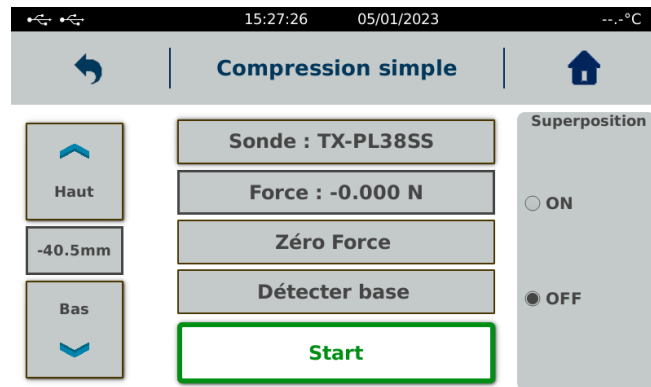 15:27:26 05/01/2023 --.-°C
Compression simple
Haut
-40.5mm
Bas
Sonde : TX-PL38SS
Force : -0.000 N
Zéro Force
Détecter base
Start
Superposition
ON
OFF